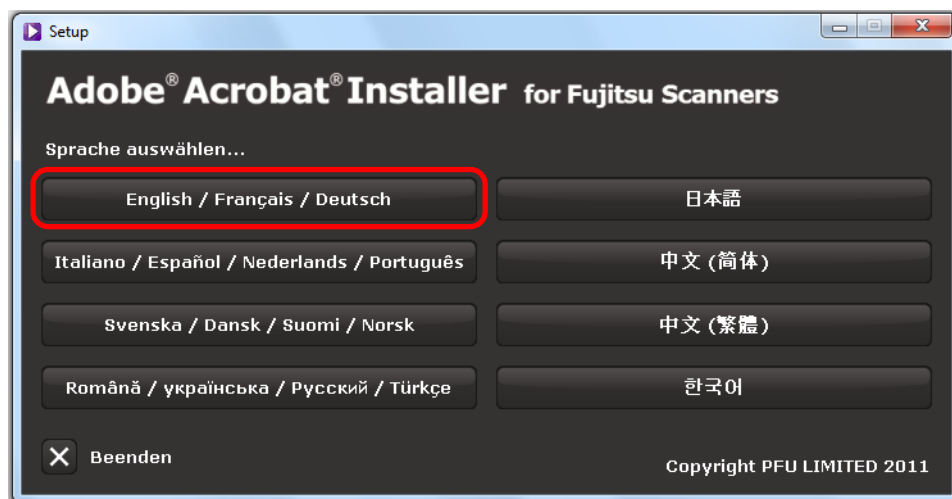 Setup
Adobe® Acrobat® Installer for Fujitsu Scanners
Sprache auswählen...
English / Français / Deutsch
日本語
Italiano / Español / Nederlands / Português
中文 (简体)
Svenska / Dansk / Suomi / Norsk
中文 (繁體)
Română / українська / Русский / Türkçe
한국어
Beenden
Copyright PFU LIMITED 2011